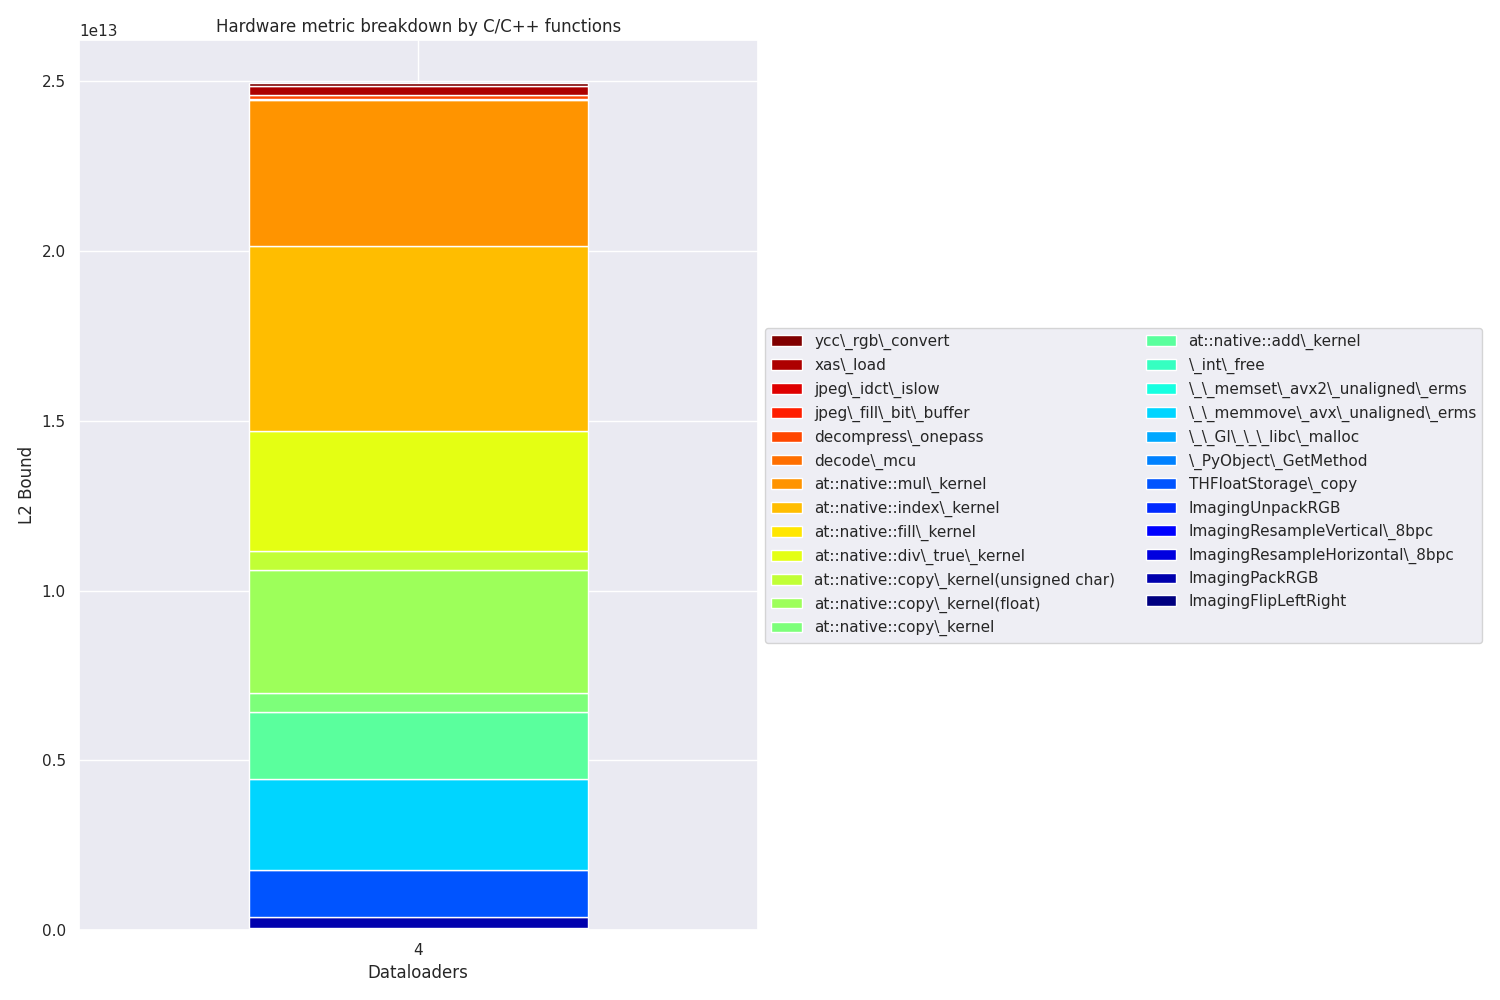 Hardware metric breakdown by C/C++ functions
1e13
2.5
2.0
1.5
1.0
0.5
0.0
L2 Bound
4
Dataloaders
ycc\_rgb\_convert
xas\_load
jpeg\_idct\_islow
jpeg\_fill\_bit\_buffer
decompress\_onepass
decode\_mcu
at::native::mul\_kernel
at::native::index\_kernel
at::native::fill\_kernel
at::native::div\_true\_kernel
at::native::copy\_kernel(unsigned char)
at::native::copy\_kernel(float)
at::native::copy\_kernel
at::native::add\_kernel
\_int\_free
\_\_memset\_avx2\_unaligned\_erms
\_\_memmove\_avx\_unaligned\_erms
\_\_GI\_\_\_libc\_malloc
\_PyObject\_GetMethod
THFloatStorage\_copy
ImagingUnpackRGB
ImagingResampleVertical\_8bpc
ImagingResampleHorizontal\_8bpc
ImagingPackRGB
ImagingFlipLeftRight